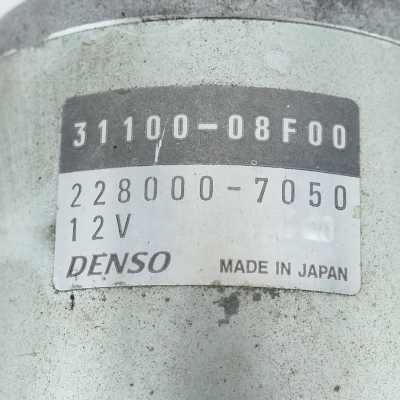 31100-08F00
228000-7050
12V
DENSO MADE IN JAPAN